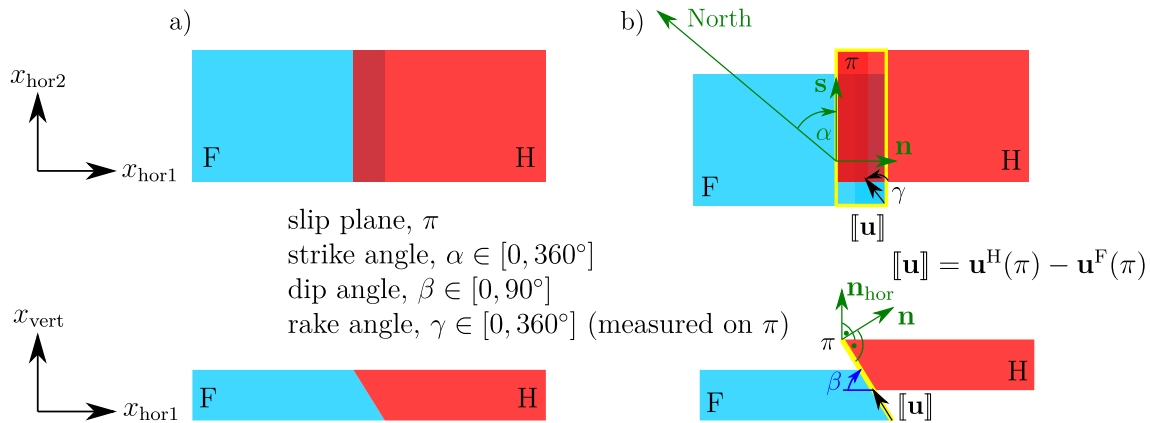 a)
b)
North
x_hor2
x_hor1
F
H
π
s
α
n
F
H
γ
⟦u⟧
slip plane, π
strike angle, α ∈ [0, 360°]
dip angle, β ∈ [0, 90°]
rake angle, γ ∈ [0, 360°] (measured on π)
⟦u⟧ = u^H(π) − u^F(π)
x_vert
x_hor1
F
H
n_hor
n
π
β
F
H
⟦u⟧